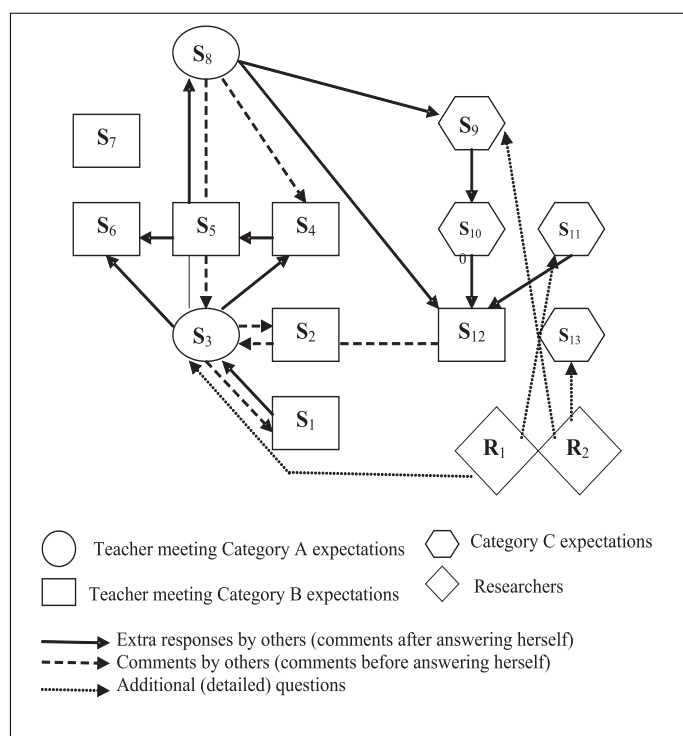 S8
S9
S7
S6
S5
S4
S10
0
S11
S3
S2
S12
S13
S1
R1
R2
Teacher meeting Category A expectations
Category C expectations
Teacher meeting Category B expectations
Researchers
Extra responses by others (comments after answering herself)
Comments by others (comments before answering herself)
Additional (detailed) questions